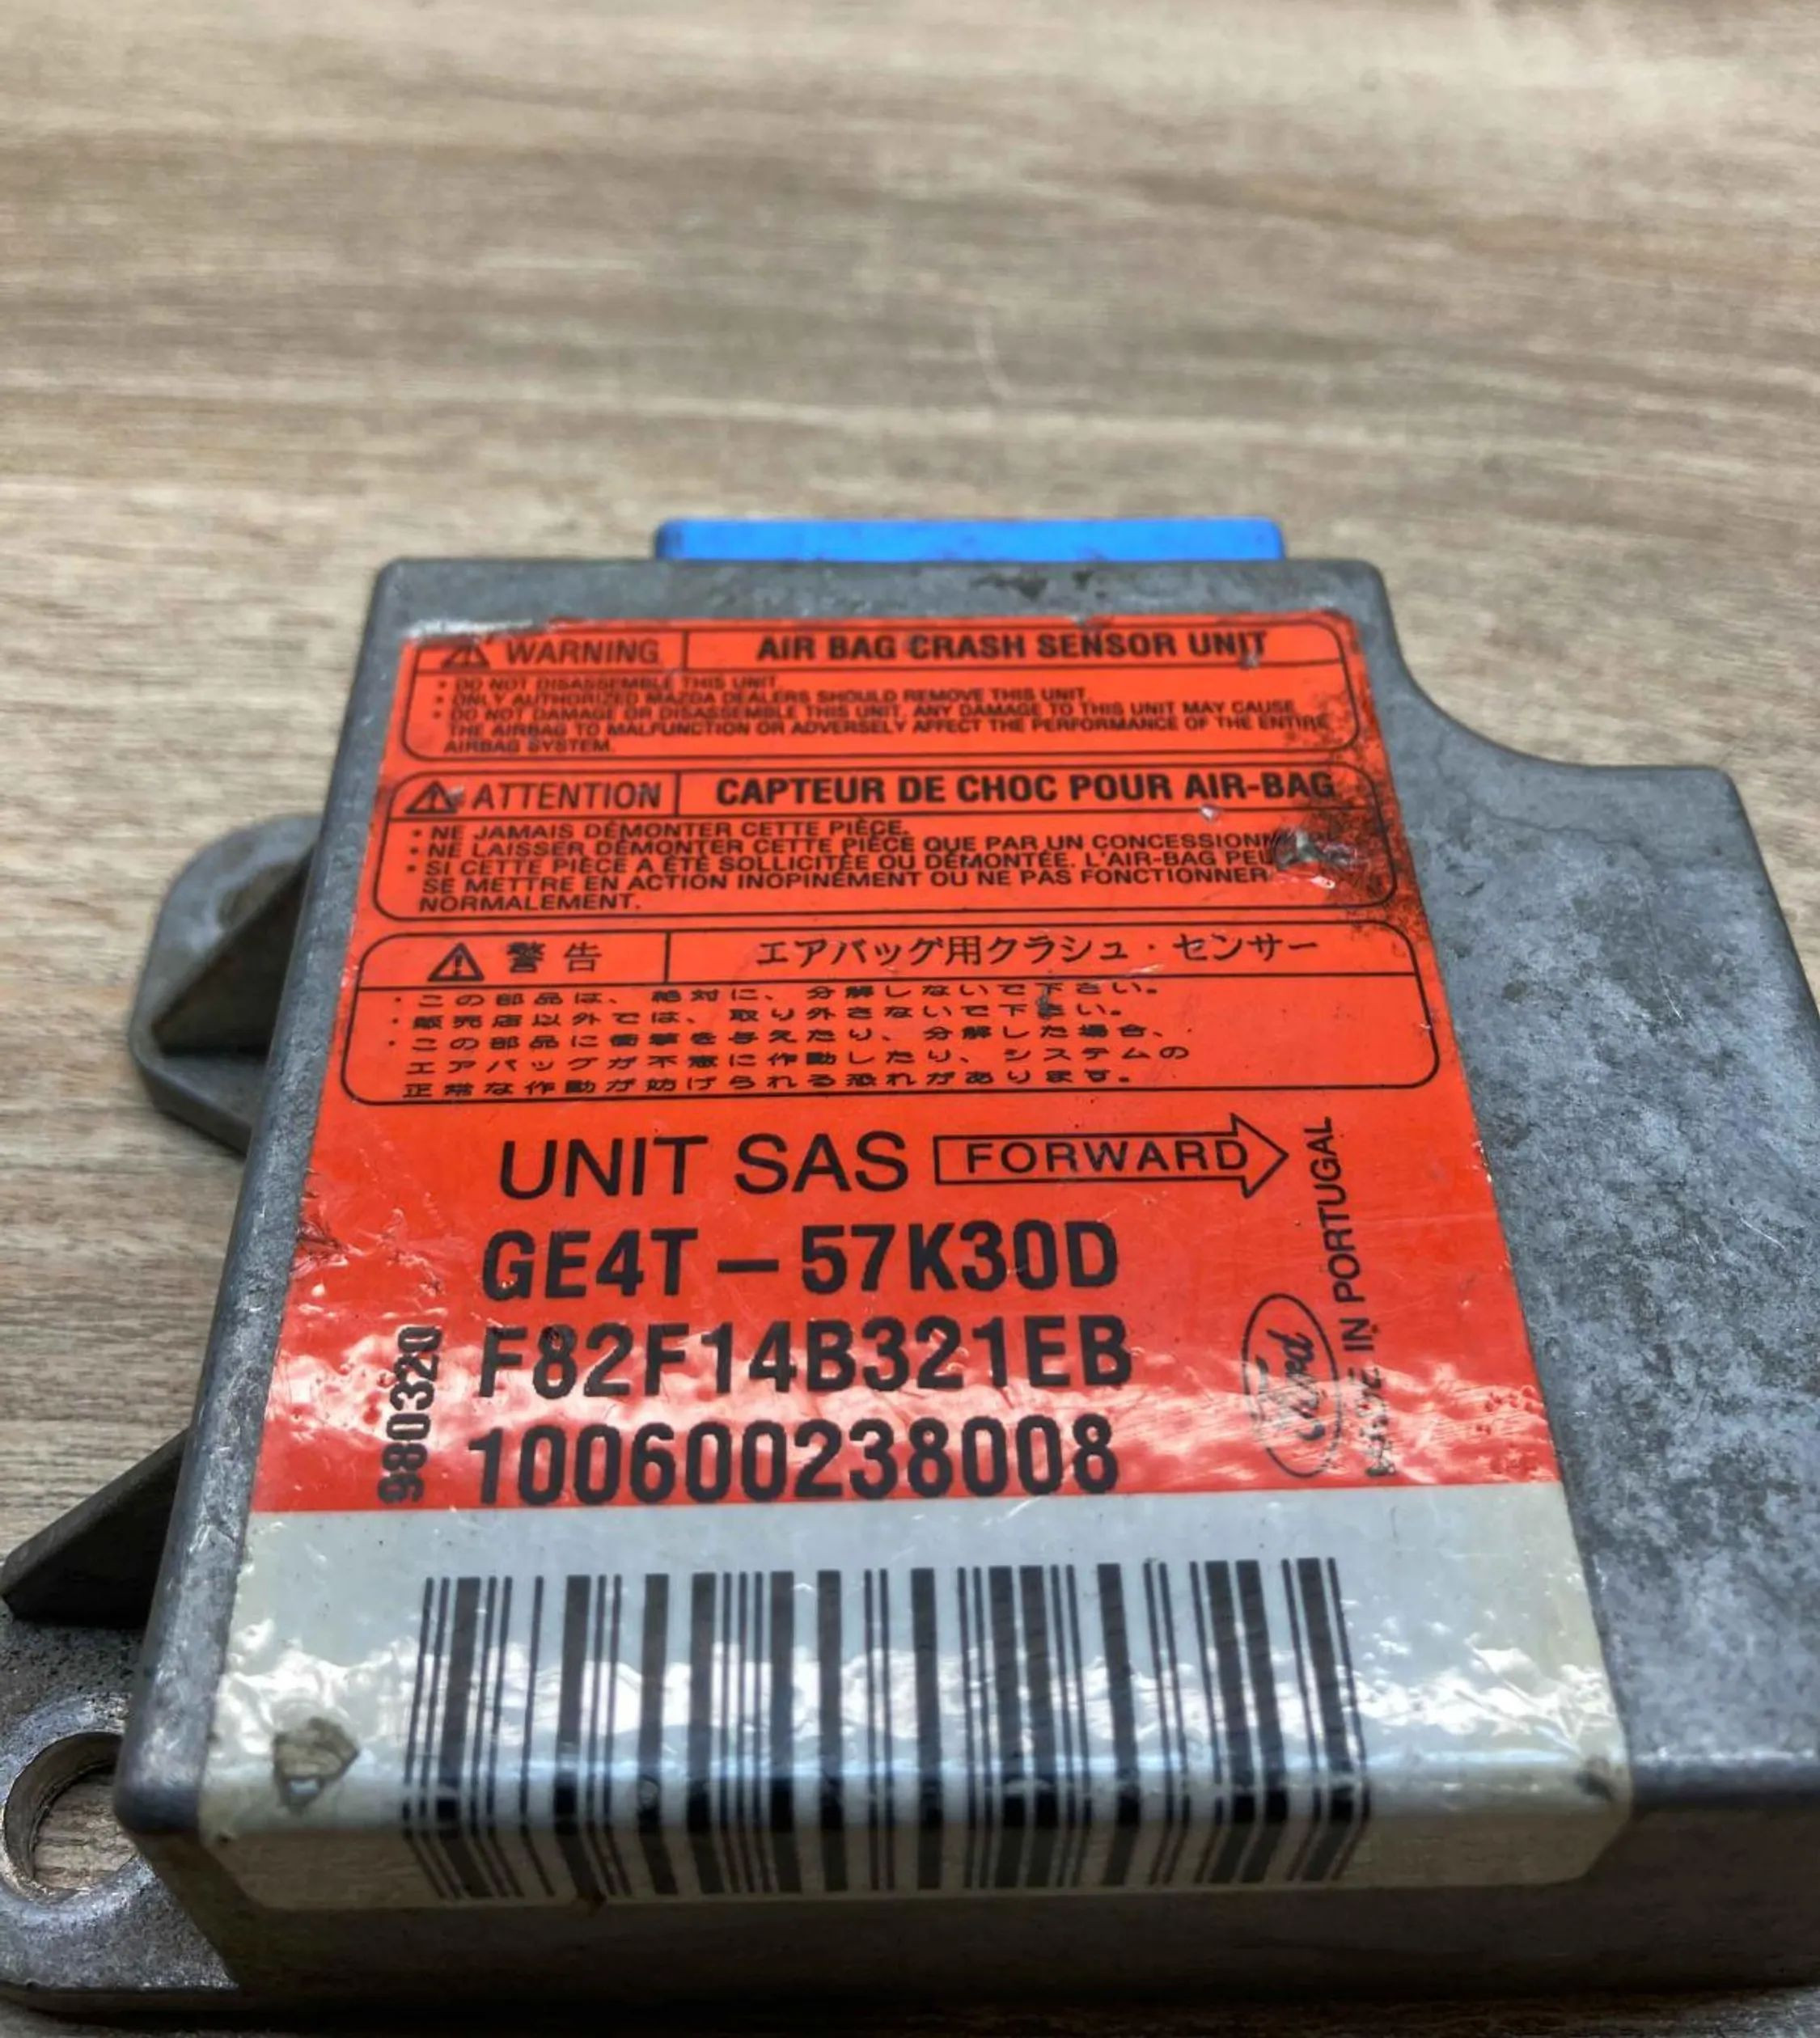 WARNING AIR BAG CRASH SENSOR UNIT
• DO NOT DISASSEMBLE THIS UNIT.
• ONLY AUTHORIZED MAZDA DEALERS SHOULD REMOVE THIS UNIT.
• DO NOT DAMAGE OR DISASSEMBLE THIS UNIT. ANY DAMAGE TO THIS UNIT MAY CAUSE
THE AIRBAG TO MALFUNCTION OR ADVERSELY AFFECT THE PERFORMANCE OF THE ENTIRE
AIRBAG SYSTEM.
ATTENTION CAPTEUR DE CHOC POUR AIR-BAG
• NE JAMAIS DÉMONTER CETTE PIÈCE.
• NE LAISSER DÉMONTER CETTE PIÈCE QUE PAR UN
• SI CETTE PIÈCE A ÉTÉ SOLLICITÉE OU DÉMONTÉE. L'AIR-BAG
SE METTRE EN ACTION INOPINÉMENT OU NE PAS FONCTIONNER
NORMALEMENT.
警告 エアバッグ用クラシュ・センサー
・この部品は、絶対に、分解しないで下さい。
・販売店以外では、取り外さないで下さい。
・この部品に衝撃を与えたり、分解した場合、
エアバッグが不意に作動したり、システムの
正常な作動が妨げられる恐れがあります。
UNIT SAS FORWARD
GE4T-57K30D
F82F14B321EB
100600238008
980320
Ford
MADE IN PORTUGAL